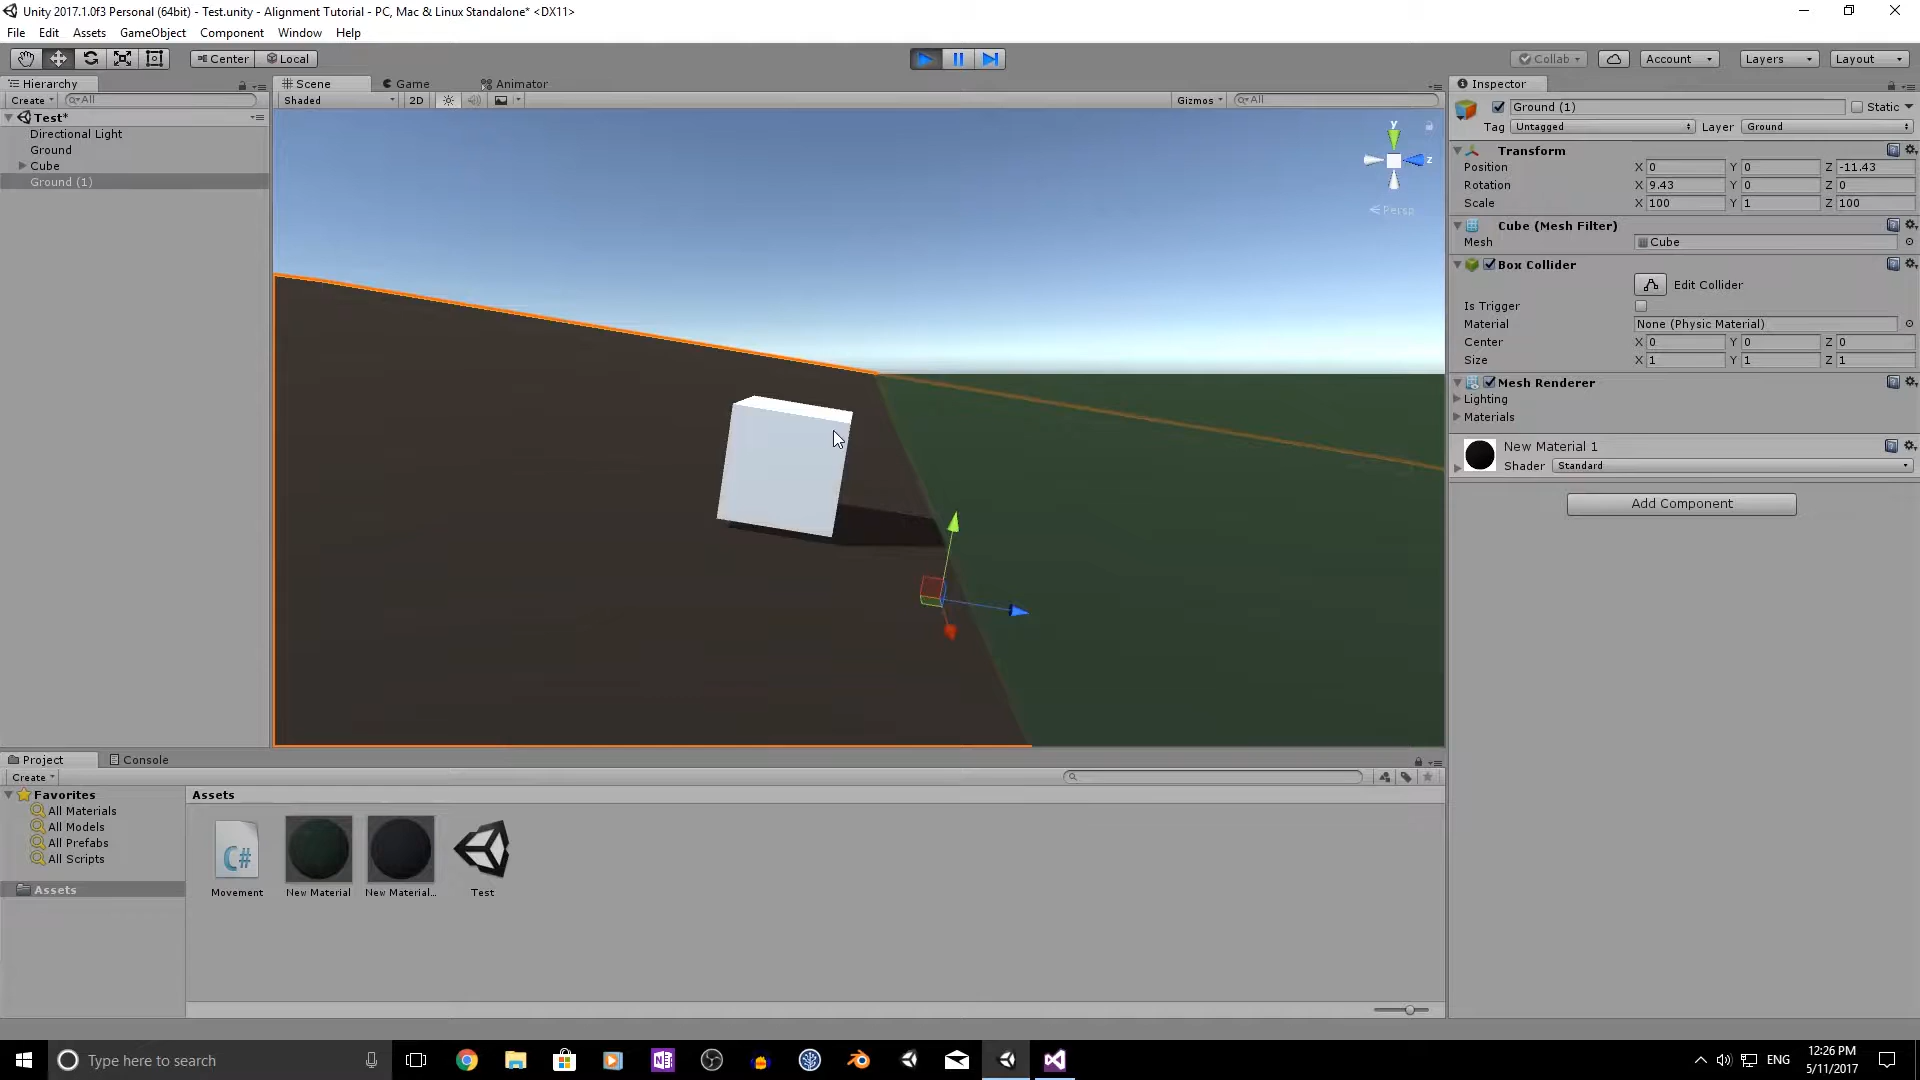 Unity 2017.1.0f3 Personal (64bit) - Test.unity - Alignment Tutorial - PC, Mac & Linux Standalone* <DX11>
File Edit Assets GameObject Component Window Help
Center Local Collab Account Layers Layout
Hierarchy Scene Game Animator Inspector
Create All Shaded 2D Gizmos All
Test*
Directional Light
Ground
Cube
Ground (1)
y
z
Persp
Ground (1) Static
Tag Untagged Layer Ground
Transform
Position X 0 Y 0 Z -11.43
Rotation X 9.43 Y 0 Z 0
Scale X 100 Y 1 Z 100
Cube (Mesh Filter)
Mesh Cube
Box Collider
Edit Collider
Is Trigger
Material None (Physic Material)
Center X 0 Y 0 Z 0
Size X 1 Y 1 Z 1
Mesh Renderer
Lighting
Materials
New Material 1
Shader Standard
Add Component
Project Console
Create
Favorites
All Materials
All Models
All Prefabs
All Scripts
Assets
Assets
C#
Movement New Material New Material... Test
Type here to search
ENG 12:26 PM
5/11/2017